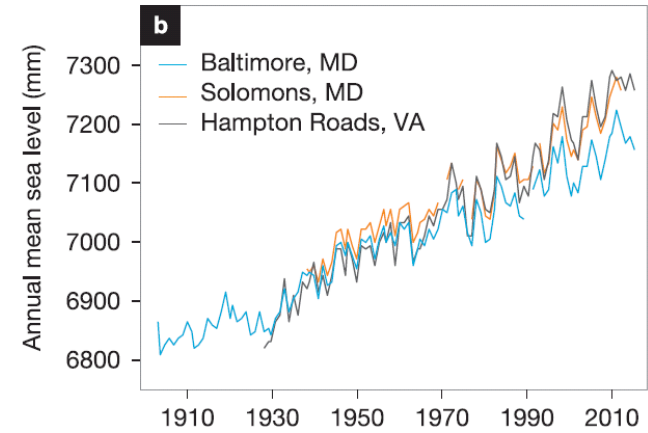 b
Baltimore, MD
Solomons, MD
Hampton Roads, VA
Annual mean sea level (mm)
7300
7200
7100
7000
6900
6800
1910 1930 1950 1970 1990 2010